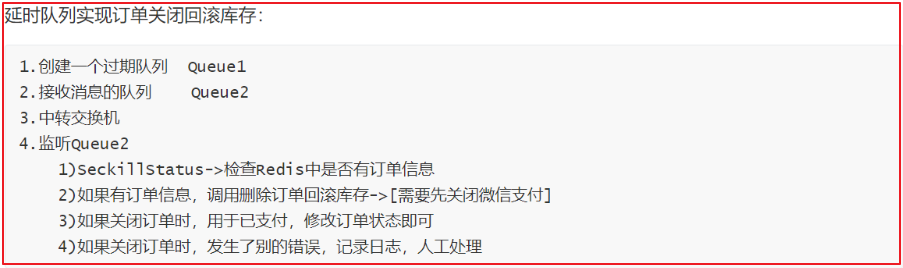 延时队列实现订单关闭回滚库存:
1.创建一个过期队列  Queue1
2.接收消息的队列    Queue2
3.中转交换机
4.监听Queue2
1)SeckillStatus->检查Redis中是否有订单信息
2)如果有订单信息，调用删除订单回滚库存->[需要先关闭微信支付]
3)如果关闭订单时，用于已支付，修改订单状态即可
4)如果关闭订单时，发生了别的错误，记录日志，人工处理